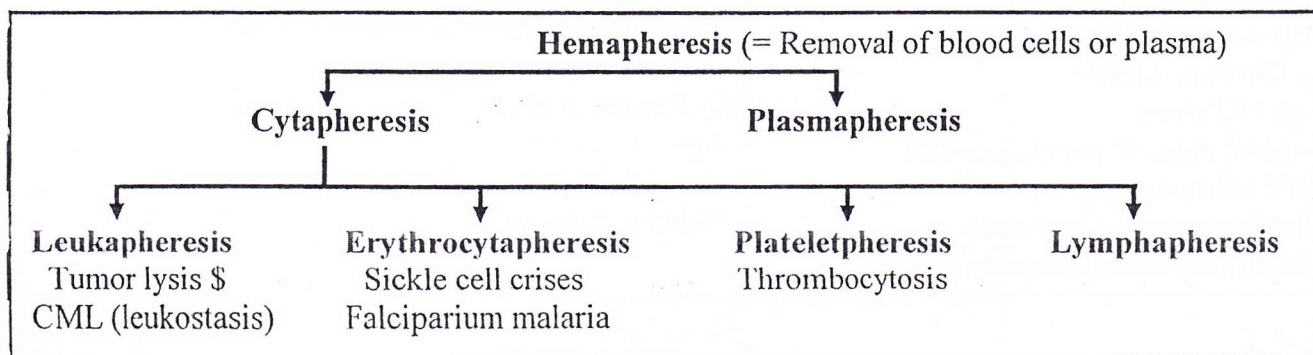 Hemapheresis (= Removal of blood cells or plasma)
Cytapheresis Plasmapheresis
Leukapheresis Erythrocytapheresis Plateletpheresis Lymphapheresis
Tumor lysis $ Sickle cell crises Thrombocytosis
CML (leukostasis) Falciparium malaria